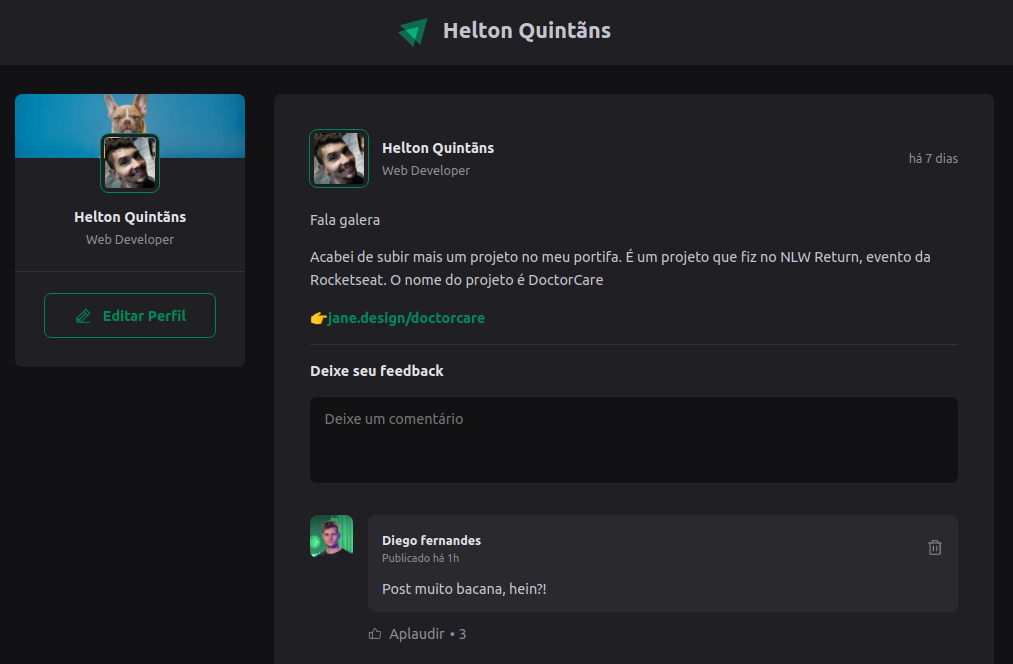 Helton Quintãns
Helton Quintãns
Web Developer
Editar Perfil
Helton Quintãns
Web Developer
há 7 dias
Fala galera
Acabei de subir mais um projeto no meu portifa. É um projeto que fiz no NLW Return, evento da
Rocketseat. O nome do projeto é DoctorCare
👉jane.design/doctorcare
Deixe seu feedback
Deixe um comentário
Diego fernandes
Publicado há 1h
Post muito bacana, hein?!
Aplaudir • 3